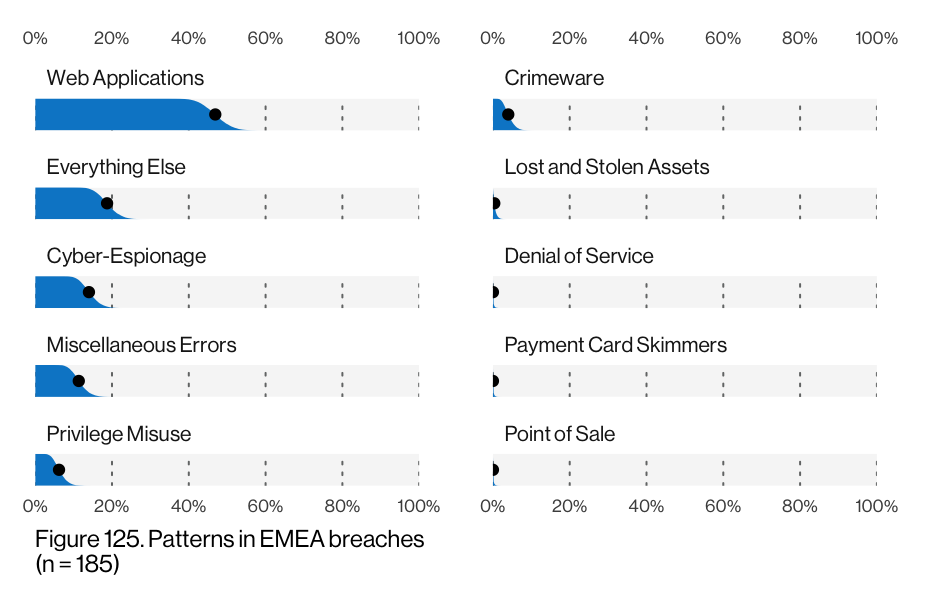 0% 20% 40% 60% 80% 100%
Web Applications
Everything Else
Cyber-Espionage
Miscellaneous Errors
Privilege Misuse
0% 20% 40% 60% 80% 100%
0% 20% 40% 60% 80% 100%
Crimeware
Lost and Stolen Assets
Denial of Service
Payment Card Skimmers
Point of Sale
0% 20% 40% 60% 80% 100%
Figure 125. Patterns in EMEA breaches
(n = 185)